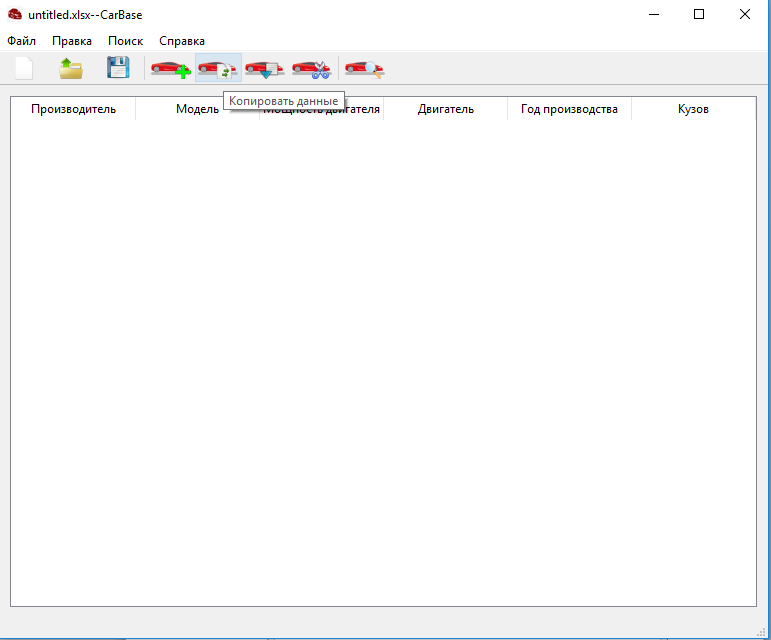 untitled.xlsx--CarBase
Файл Правка Поиск Справка
Копировать данные
Производитель Модель Мощность двигателя Двигатель Год производства Кузов